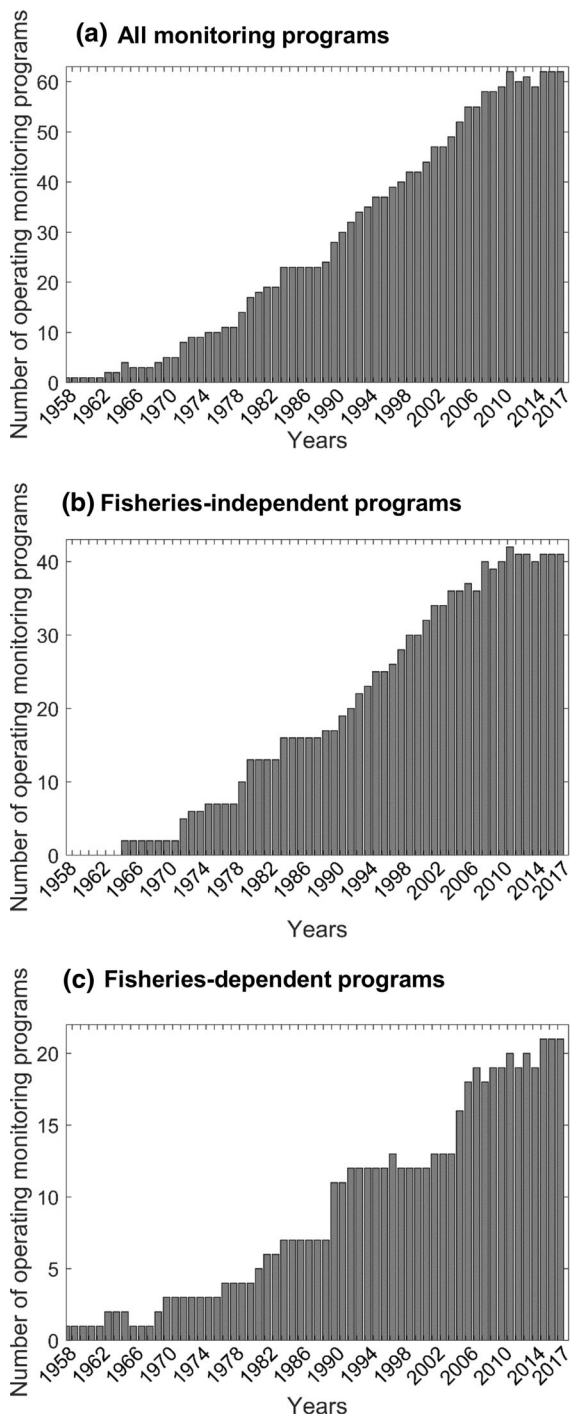 (a) All monitoring programs
Number of operating monitoring programs
60
50
40
30
20
10
0
1958 1962 1966 1970 1974 1978 1982 1986 1990 1994 1998 2002 2006 2010 2014 2017
Years
(b) Fisheries-independent programs
Number of operating monitoring programs
40
30
20
10
0
1958 1962 1966 1970 1974 1978 1982 1986 1990 1994 1998 2002 2006 2010 2014 2017
Years
(c) Fisheries-dependent programs
Number of operating monitoring programs
20
15
10
5
0
1958 1962 1966 1970 1974 1978 1982 1986 1990 1994 1998 2002 2006 2010 2014 2017
Years